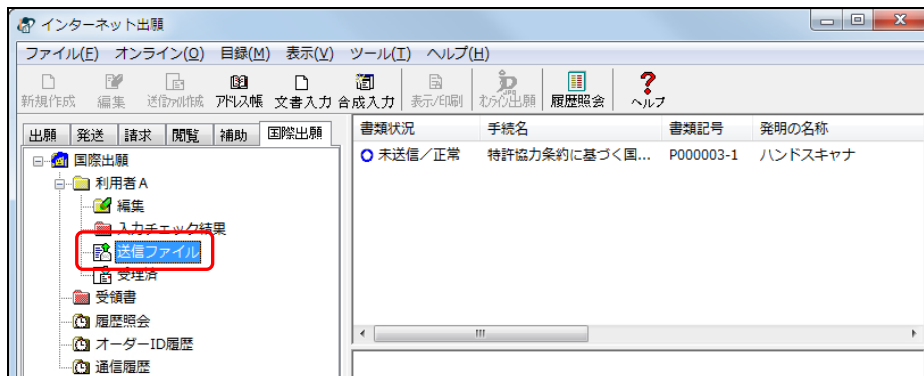 インターネット出願
ファイル(F) オンライン(O) 目録(M) 表示(V) ツール(T) ヘルプ(H)
新規作成 編集 送信ファイル作成 アドレス帳 文書入力 合成入力 表示/印刷 オンライン出願 履歴照会 ヘルプ
出願 発送 請求 閲覧 補助 国際出願
国際出願
利用者A
編集
入力チェック結果
送信ファイル
受理済
受領書
履歴照会
オーダーID履歴
通信履歴
書類状況 手続名 書類記号 発明の名称
未送信/正常 特許協力条約に基づく国... P000003-1 ハンドスキャナ